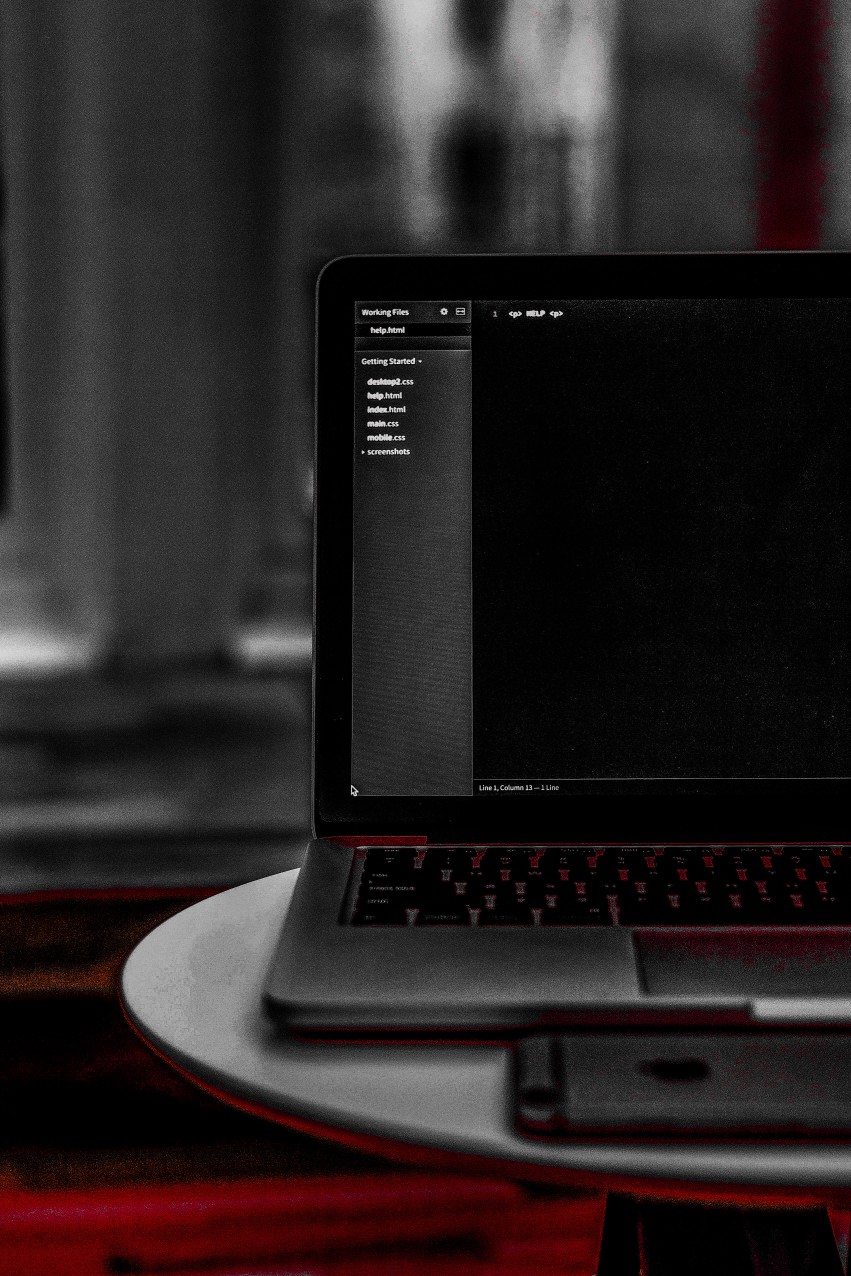 Working Files
help.html
Getting Started
desktop2.css
help.html
index.html
main.css
mobile.css
screenshots
1 <p> HELP <p>
Line 1, Column 13 — 1 Line